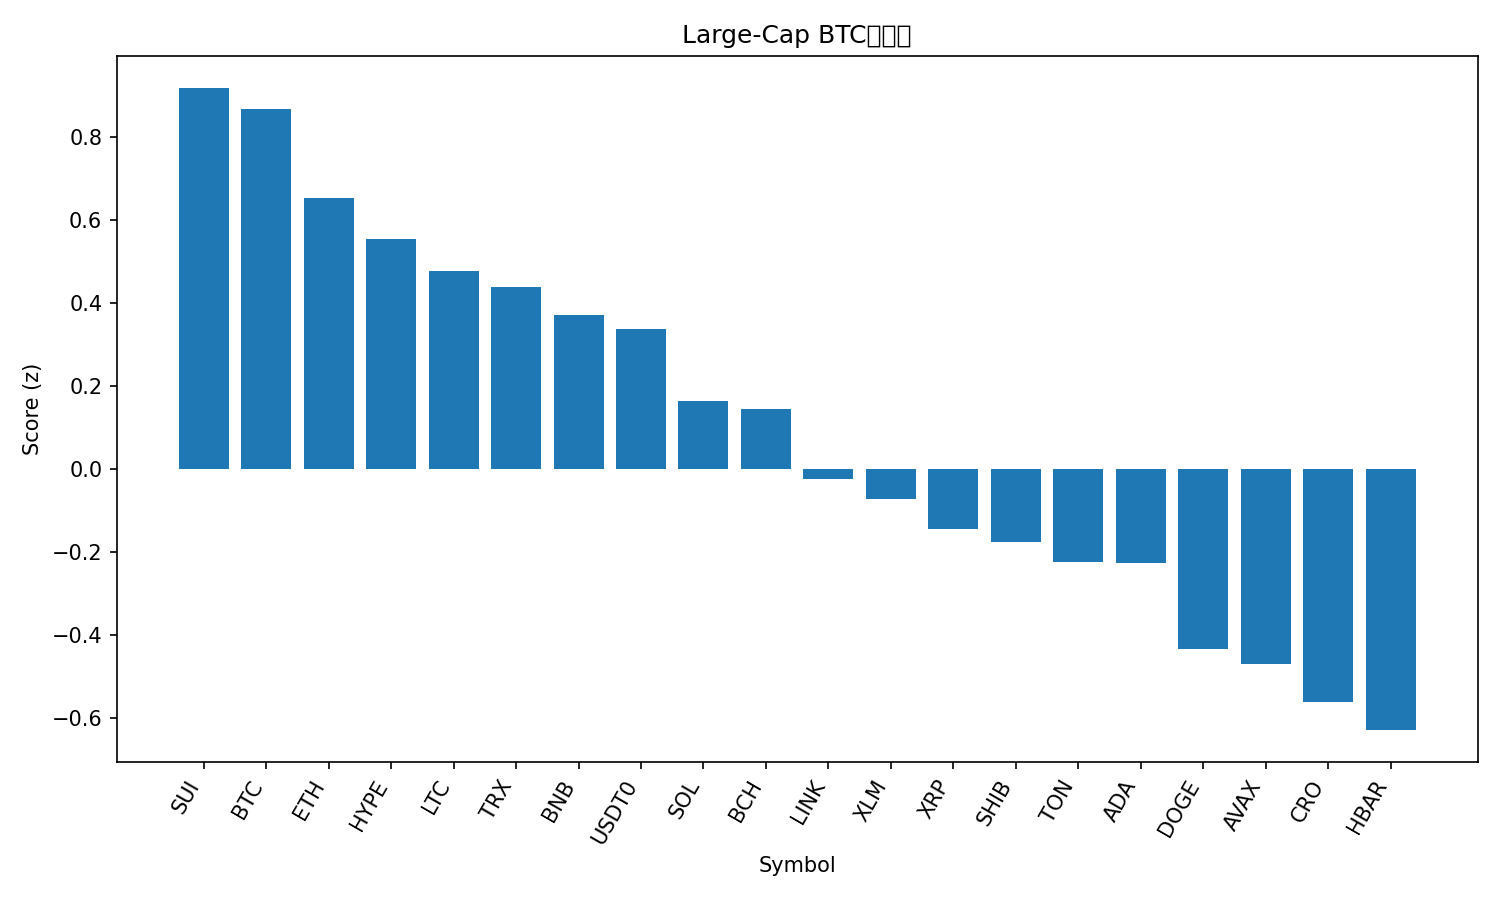 Large-Cap BTC
0.8
0.6
0.4
0.2
0.0
−0.2
−0.4
−0.6
Score (z)
SUI
BTC
ETH
HYPE
LTC
TRX
BNB
USDT0
SOL
BCH
LINK
XLM
XRP
SHIB
TON
ADA
DOGE
AVAX
CRO
HBAR
Symbol